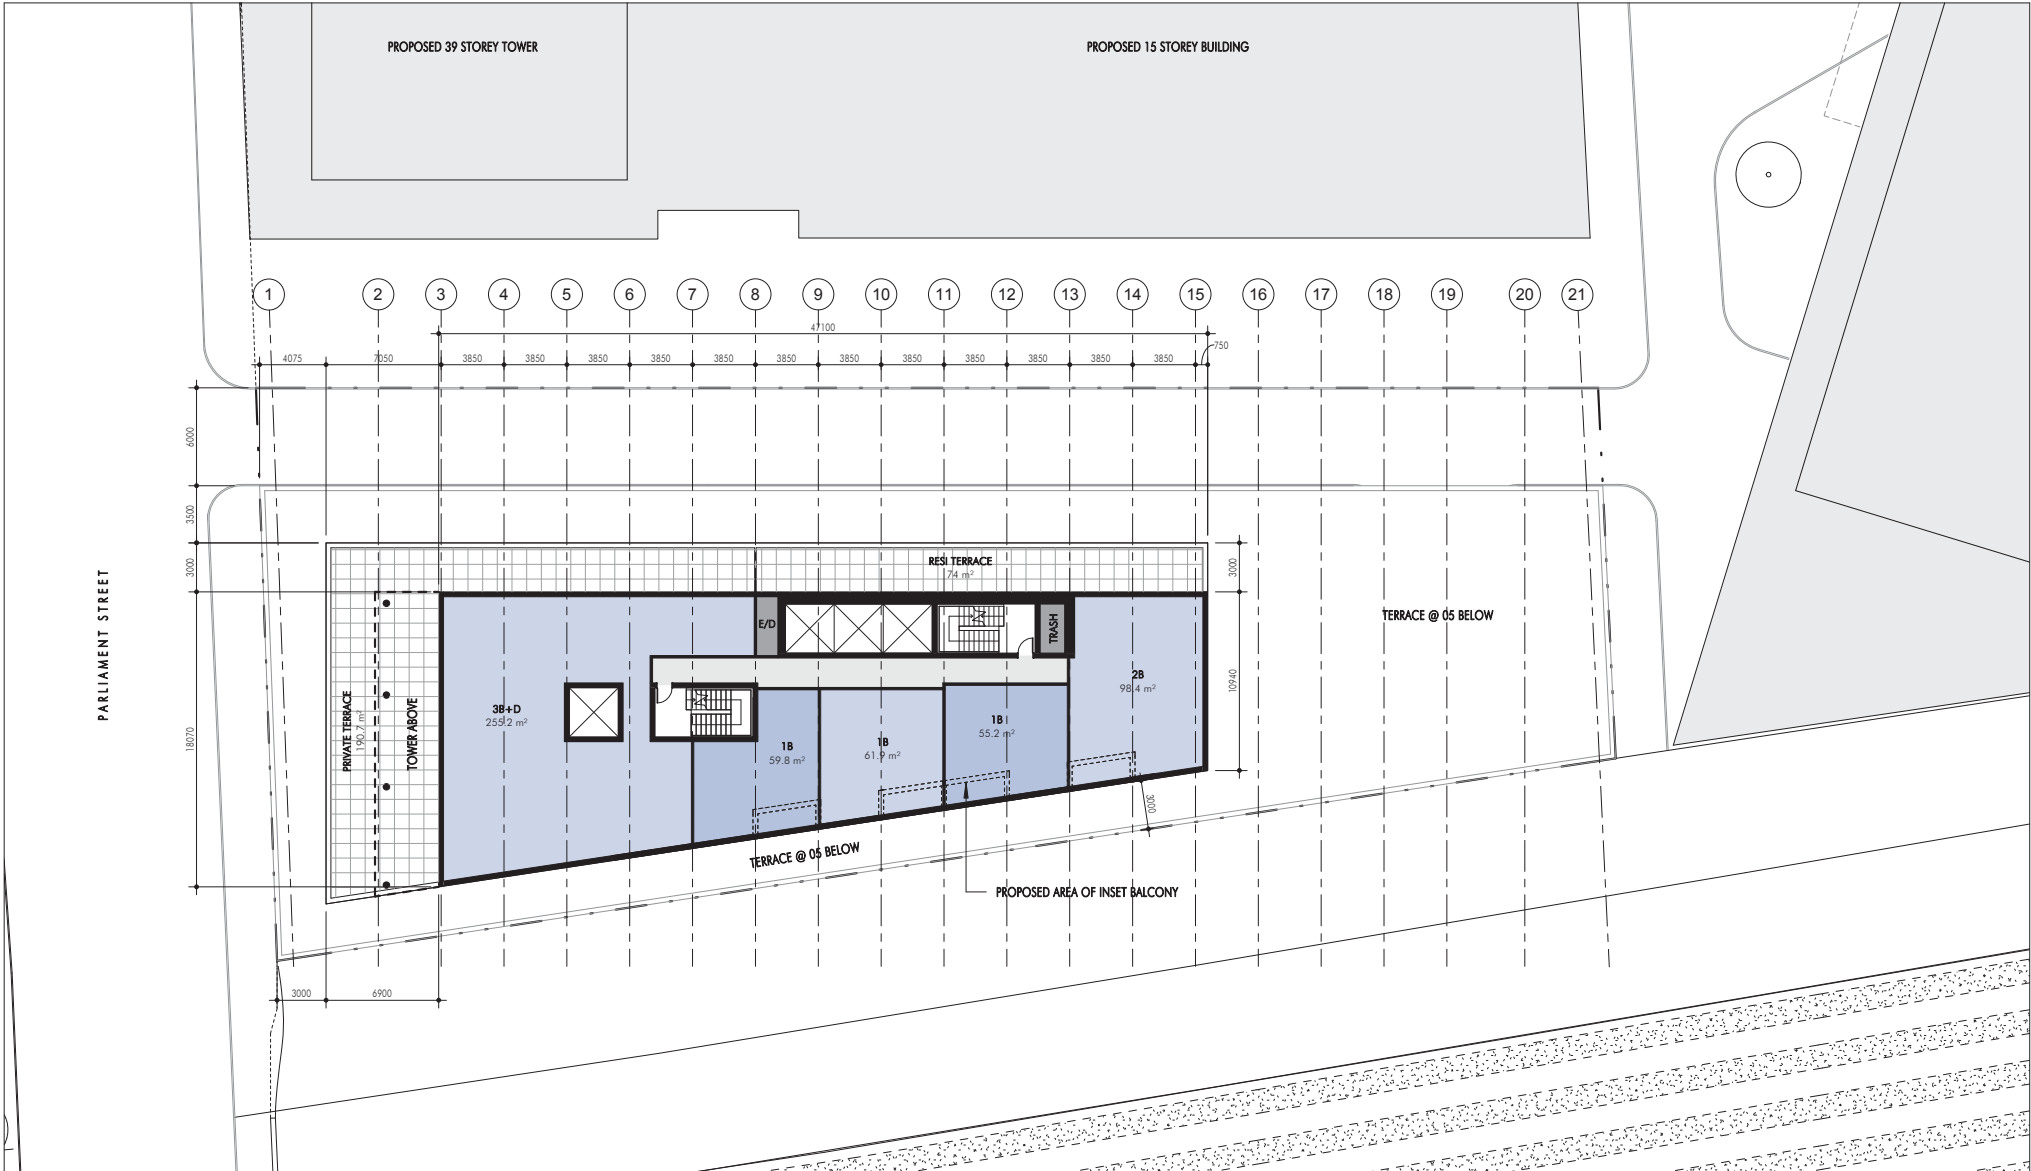 PROPOSED 39 STOREY TOWER
PROPOSED 15 STOREY BUILDING
1 2 3 4 5 6 7 8 9 10 11 12 13 14 15 16 17 18 19 20 21
47100
4075 7050 3850 3850 3850 3850 3850 3850 3850 3850 3850 3850 3850 3850 750
6000
3500
3000
18070
PARLIAMENT STREET
RESI TERRACE
74 m²
3000
10940
TERRACE @ 05 BELOW
E/D
TRASH
PRIVATE TERRACE
190.7 m²
TOWER ABOVE
3B+D
255.2 m²
1B
59.8 m²
1B
61.9 m²
1B
55.2 m²
2B
98.4 m²
3000
TERRACE @ 05 BELOW
PROPOSED AREA OF INSET BALCONY
3000 6900